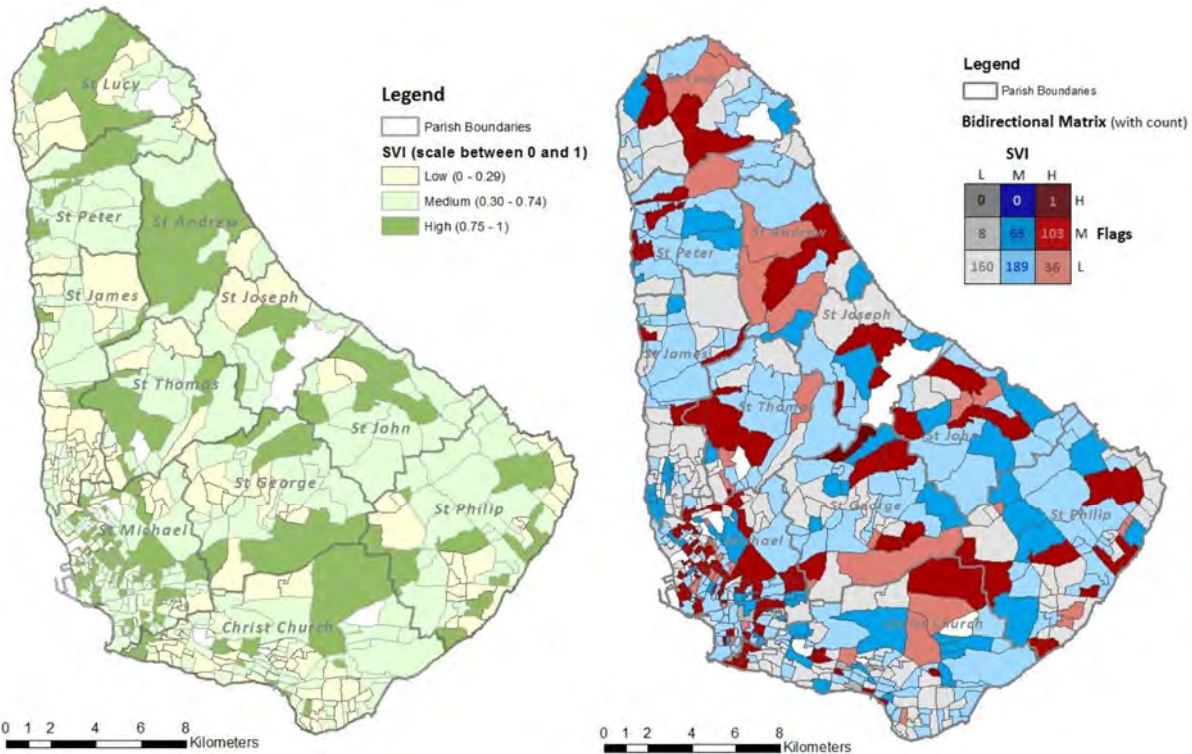 Legend
Parish Boundaries
SVI (scale between 0 and 1)
Low (0 - 0.29)
Medium (0.30 - 0.74)
High (0.75 - 1)
St Lucy
St Peter
St Andrew
St James
St Joseph
St Thomas
St John
St George
St Philip
St Michael
Christ Church
0 1 2 4 6 8
Kilometers
Legend
Parish Boundaries
Bidirectional Matrix (with count)
SVI
L M H
0 0 1 H
8 103 M Flags
160 189 36 L
St Lucy
St Andrew
St Peter
St Joseph
St James
St Thomas
St John
St George
St Philip
St Michael
Christ Church
0 1 2 4 6 8
Kilometers